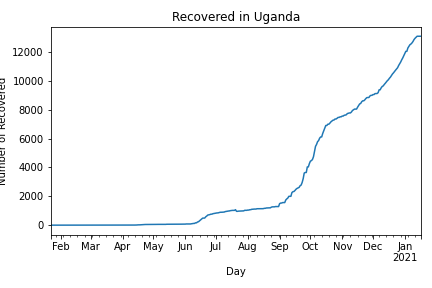 Recovered in Uganda
Number of Recovered
12000
10000
8000
6000
4000
2000
0
Feb Mar Apr May Jun Jul Aug Sep Oct Nov Dec Jan
2021
Day